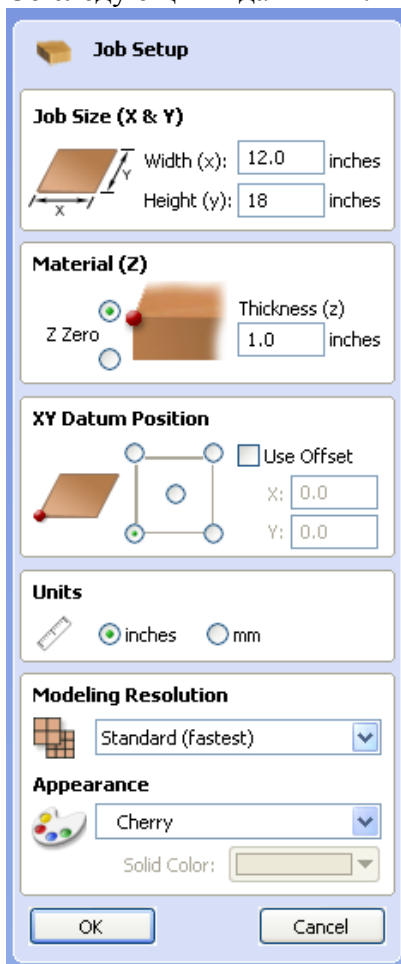 Job Setup
Job Size (X & Y)
Width (x): 12.0 inches
Y
Height (y): 18 inches
X
Material (Z)
Thickness (z)
Z Zero
1.0 inches
XY Datum Position
Use Offset
X: 0.0
Y: 0.0
Units
inches mm
Modeling Resolution
Standard (fastest)
Appearance
Cherry
Solid Color:
OK Cancel